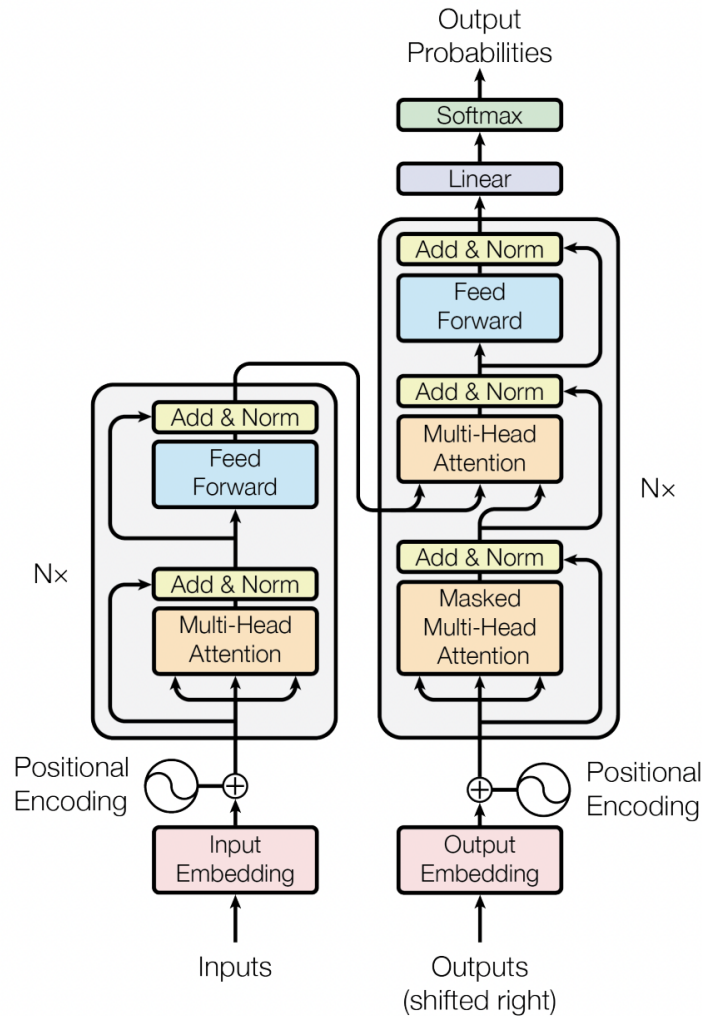 Output
Probabilities
Softmax
Linear
Add & Norm
Feed
Forward
Add & Norm
Multi-Head
Attention
Nx
Add & Norm
Masked
Multi-Head
Attention
Add & Norm
Feed
Forward
Nx
Add & Norm
Multi-Head
Attention
Positional
Encoding
Positional
Encoding
Input
Embedding
Output
Embedding
Inputs
Outputs
(shifted right)